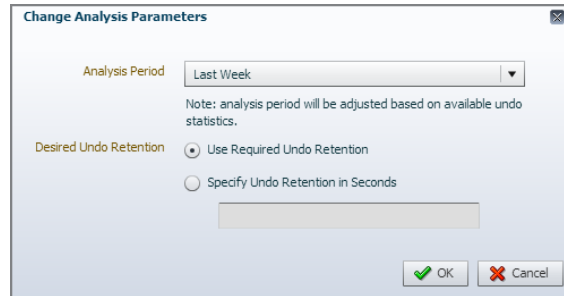 Change Analysis Parameters
Analysis Period
Last Week
Note: analysis period will be adjusted based on available undo
statistics.
Desired Undo Retention
Use Required Undo Retention
Specify Undo Retention in Seconds
OK
Cancel